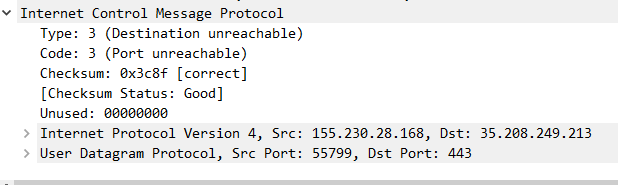 Internet Control Message Protocol
Type: 3 (Destination unreachable)
Code: 3 (Port unreachable)
Checksum: 0x3c8f [correct]
[Checksum Status: Good]
Unused: 00000000
Internet Protocol Version 4, Src: 155.230.28.168, Dst: 35.208.249.213
User Datagram Protocol, Src Port: 55799, Dst Port: 443